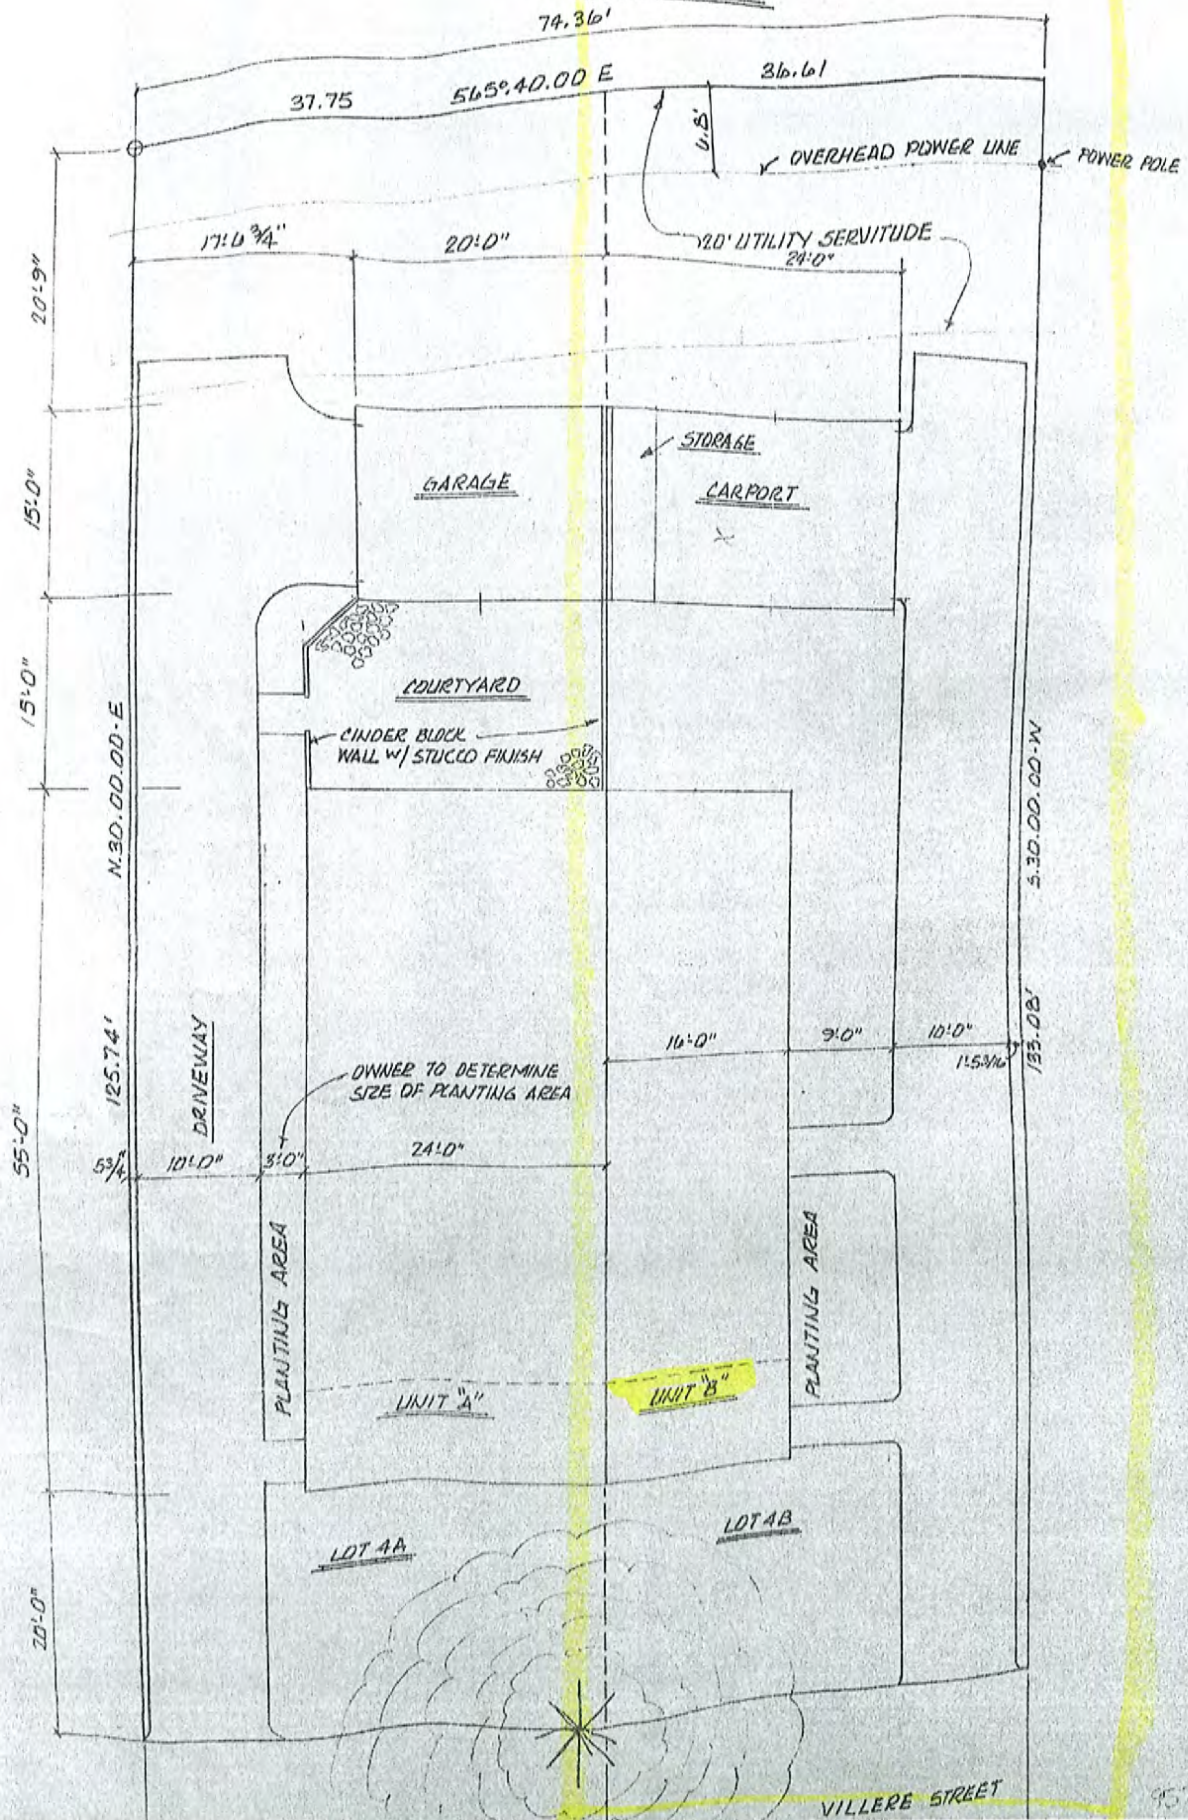 74.36'
37.75
S65°.40.00 E
36.61
6.8'
OVERHEAD POWER LINE
POWER POLE
17'-6 3/4"
20'-0"
20' UTILITY SERVITUDE
24'-0"
20'-9"
STORAGE
GARAGE
CARPORT
15'-0"
COURTYARD
15'-0"
CINDER BLOCK
WALL W/ STUCCO FINISH
N.30.00.00-E
S.30.00.00-W
125.74'
133.08'
DRIVEWAY
16'-0"
9'-0"
10'-0"
1'-5 3/16
OWNER TO DETERMINE
SIZE OF PLANTING AREA
55'-0"
5 3/4"
10'-0"
3'-0"
24'-0"
PLANTING AREA
PLANTING AREA
UNIT "A"
UNIT "B"
LOT 4A
LOT 4B
20'-0"
VILLERE STREET